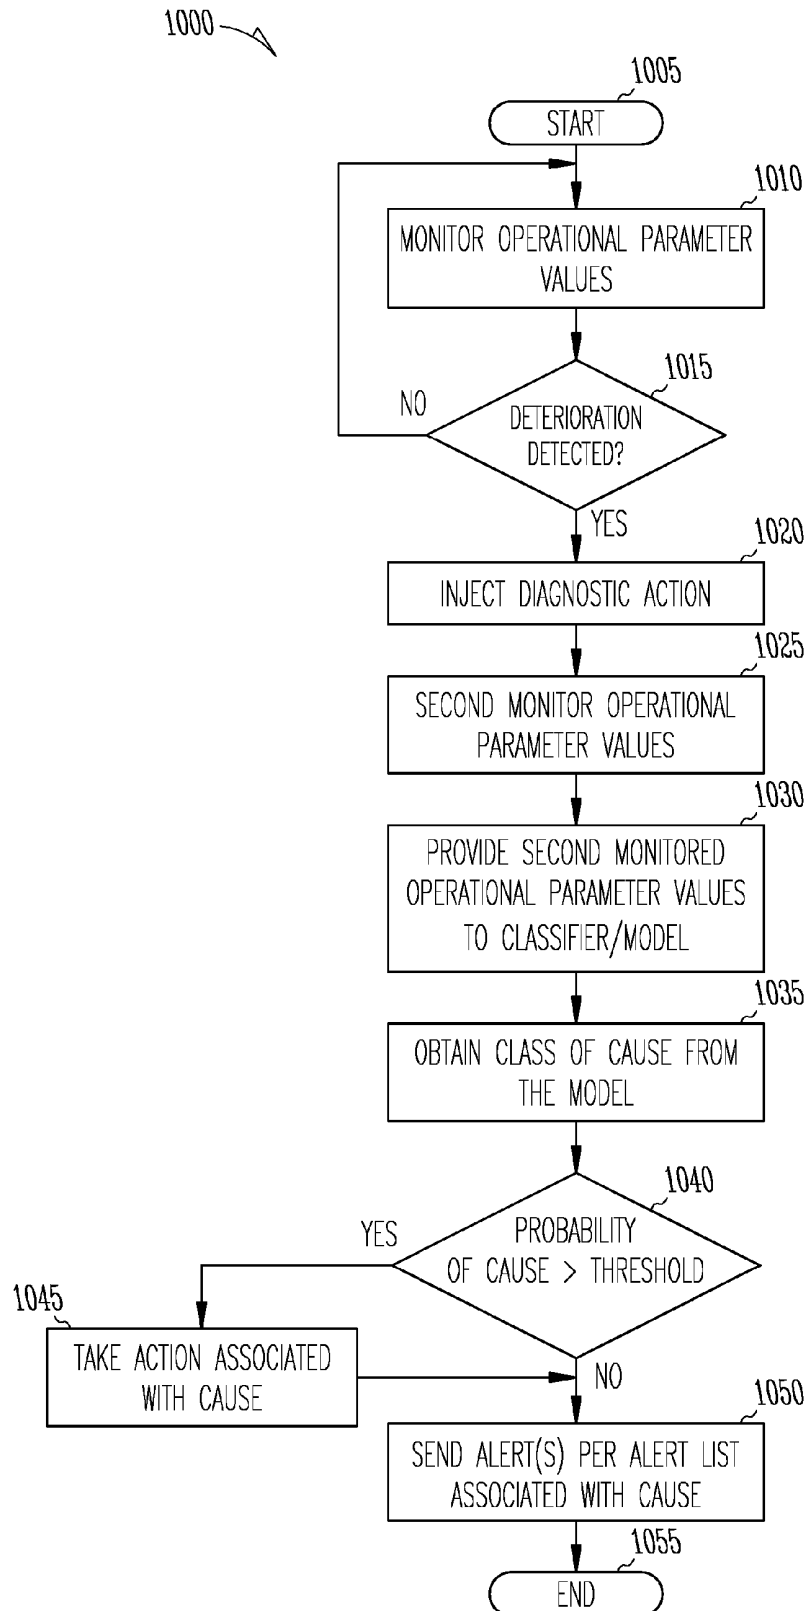 1000
1005
START
1010
MONITOR OPERATIONAL PARAMETER
VALUES
1015
NO
DETERIORATION
DETECTED?
YES
1020
INJECT DIAGNOSTIC ACTION
1025
SECOND MONITOR OPERATIONAL
PARAMETER VALUES
1030
PROVIDE SECOND MONITORED
OPERATIONAL PARAMETER VALUES
TO CLASSIFIER/MODEL
1035
OBTAIN CLASS OF CAUSE FROM
THE MODEL
1040
YES
PROBABILITY
OF CAUSE > THRESHOLD
1045
TAKE ACTION ASSOCIATED
WITH CAUSE
NO
1050
SEND ALERT(S) PER ALERT LIST
ASSOCIATED WITH CAUSE
1055
END